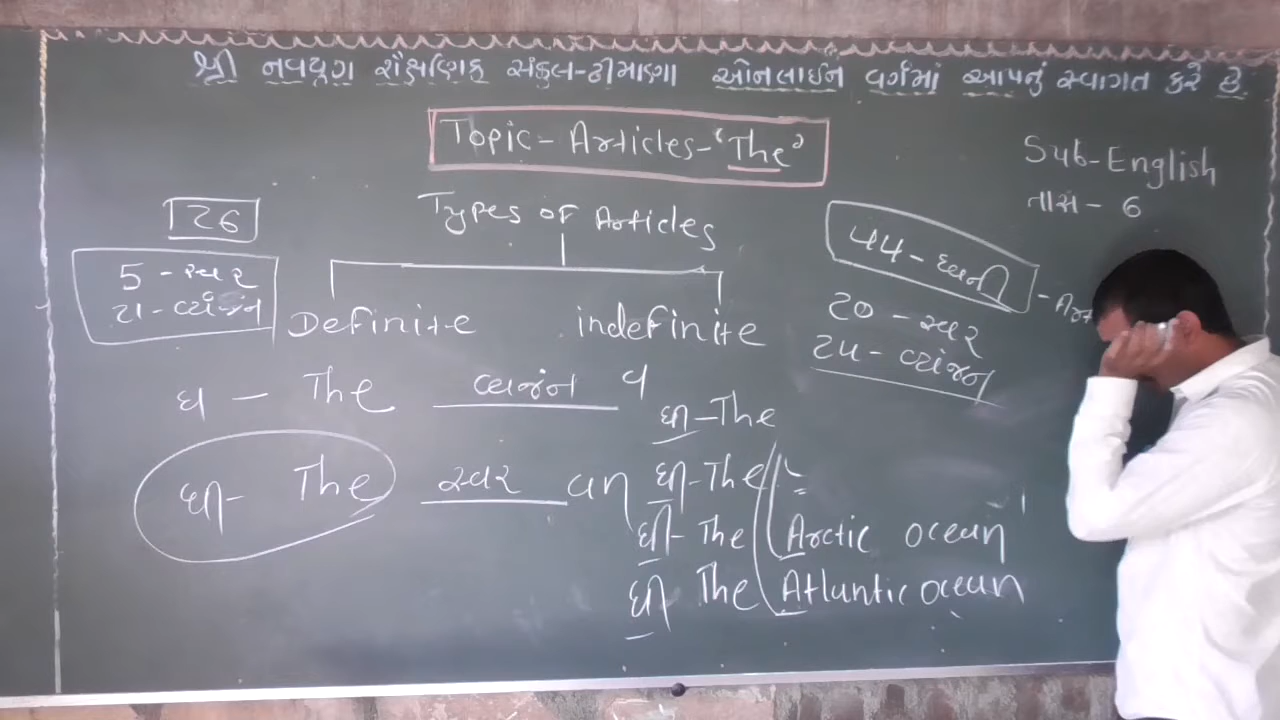 શ્રી નવયુગ શૈક્ષણિક સંકુલ-ઢીમાણા ઓનલાઈન વર્ગમાં આપનું સ્વાગત કરે છે.
Topic - Articles - ‘The’
Sub-English
તાસ - 6
Types of Articles
126
5 - સ્વર
21 - વ્યંજન
Definite
indefinite
44 - ધ્વની
20 - સ્વર
24 - વ્યંજન
ધ - The
વ્યંજન
ધી - The
ધી - The
સ્વર an
ધી - The
ધી - The Arctic ocean
ધી The Atlantic ocean